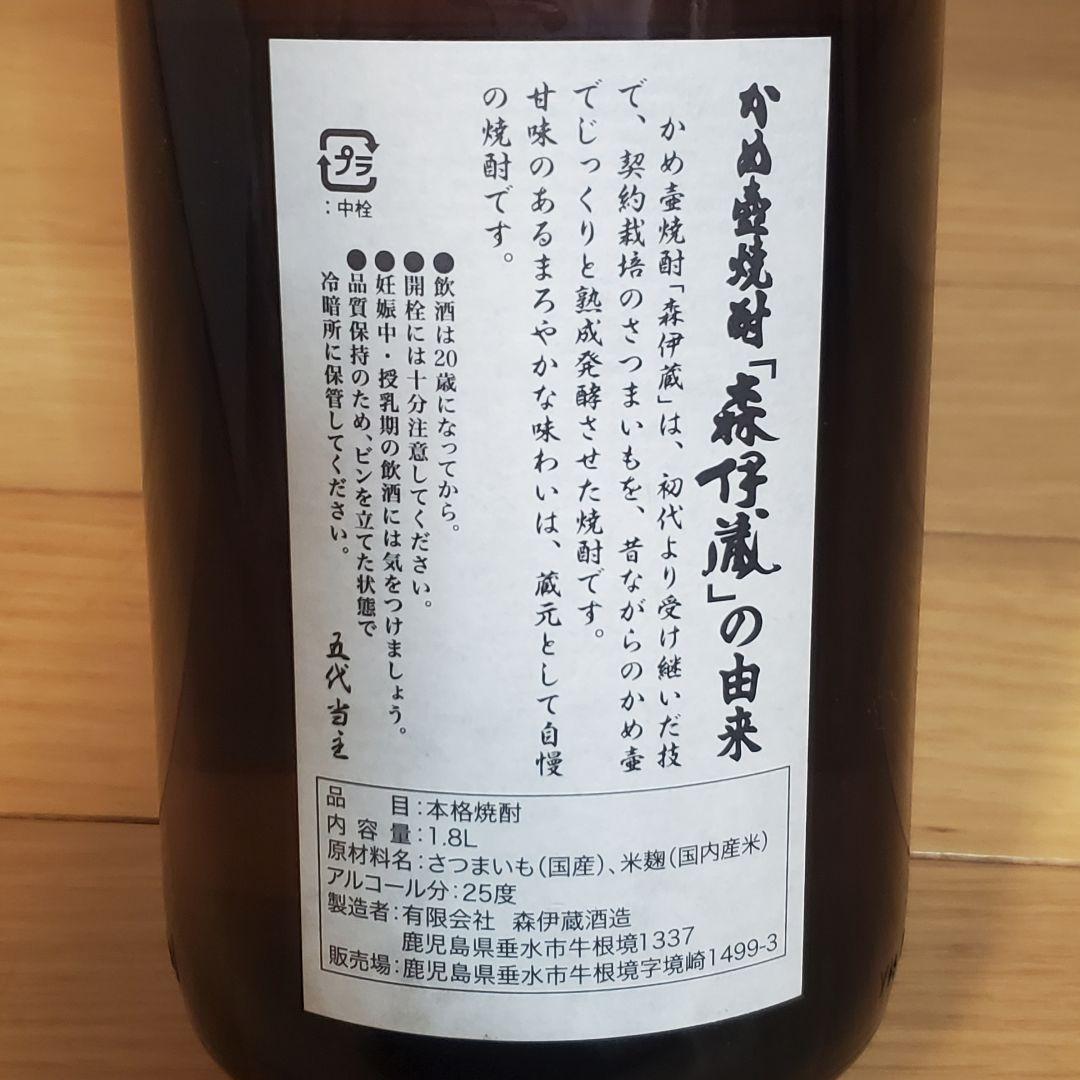 かめ壺焼酎「森伊蔵」の由来
かめ壷焼酎「森伊蔵」は、初代より受け継いだ技
で、契約栽培のさつまいもを、昔ながらのかめ壷
でじっくりと熟成発酵させた焼酎です。
甘味のあるまろやかな味わいは、蔵元として自慢
の焼酎です。
プラ
:中栓
●飲酒は20歳になってから。
●開栓には十分注意してください。
●妊娠中・授乳期の飲酒には気をつけましょう。
●品質保持のため、ビンを立てた状態で
冷暗所に保管してください。
五代当主
品目:本格焼酎
内容量:1.8L
原材料名:さつまいも(国産)、米麹(国内産米)
アルコール分:25度
製造者:有限会社 森伊蔵酒造
鹿児島県垂水市牛根境1337
販売場:鹿児島県垂水市牛根境字境崎1499-3